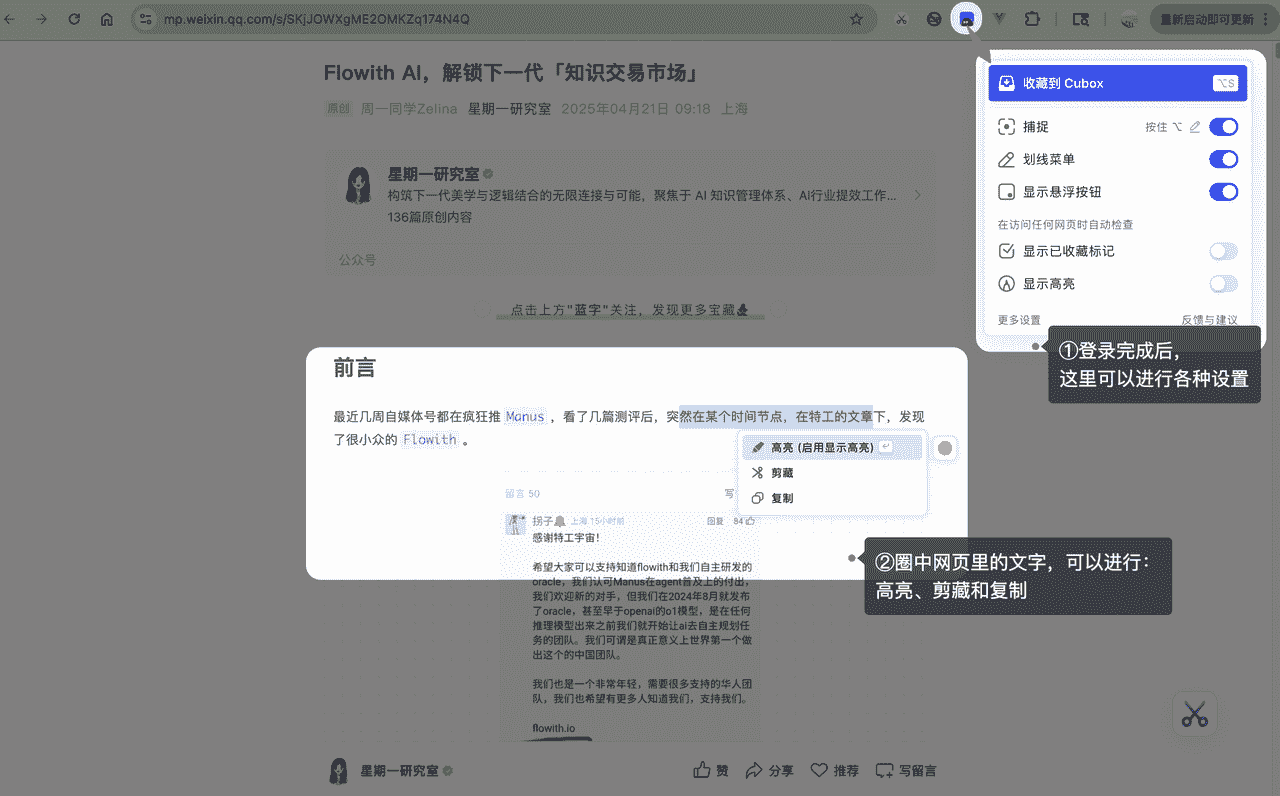 mp.weixin.qq.com/s/SKjJOWXgME2OMKZq174N4Q
重新启动即可更新
Flowith AI，解锁下一代「知识交易市场」
原创 周一同学Zelina 星期一研究室 2025年04月21日 09:18 上海
星期一研究室
构筑下一代美学与逻辑结合的无限连接与可能，聚焦于 AI 知识管理体系、AI行业提效工作...
136篇原创内容
公众号
点击上方"蓝字"关注，发现更多宝藏
收藏到 Cubox ⌥S
捕捉 按住 ⌥
划线菜单
显示悬浮按钮
在访问任何网页时自动检查
显示已收藏标记
显示高亮
更多设置 反馈与建议
①登录完成后，
这里可以进行各种设置
前言
最近几周自媒体号都在疯狂推 Manus ，看了几篇测评后，突然在某个时间节点，在特工的文章下，发现
了很小众的 Flowith 。
高亮 (启用显示高亮)
剪藏
复制
留言 50 写
拐子 上海 15小时前 回复 84
感谢特工宇宙！
希望大家可以支持知道flowith和我们自主研发的
oracle，我们认可Manus在agent普及上的付出，
我们欢迎新的对手，但我们在2024年8月就发布
了oracle，甚至早于openai的o1模型，是在任何
推理模型出来之前我们就开始让ai去自主规划任
务的团队。我们可谓是真正意义上世界第一个做
出这个的中国团队。
我们也是一个非常年轻，需要很多支持的华人团
队，我们也希望有更多人知道我们，支持我们。
flowith.io
②圈中网页里的文字，可以进行：
高亮、剪藏和复制
星期一研究室 赞 分享 推荐 写留言